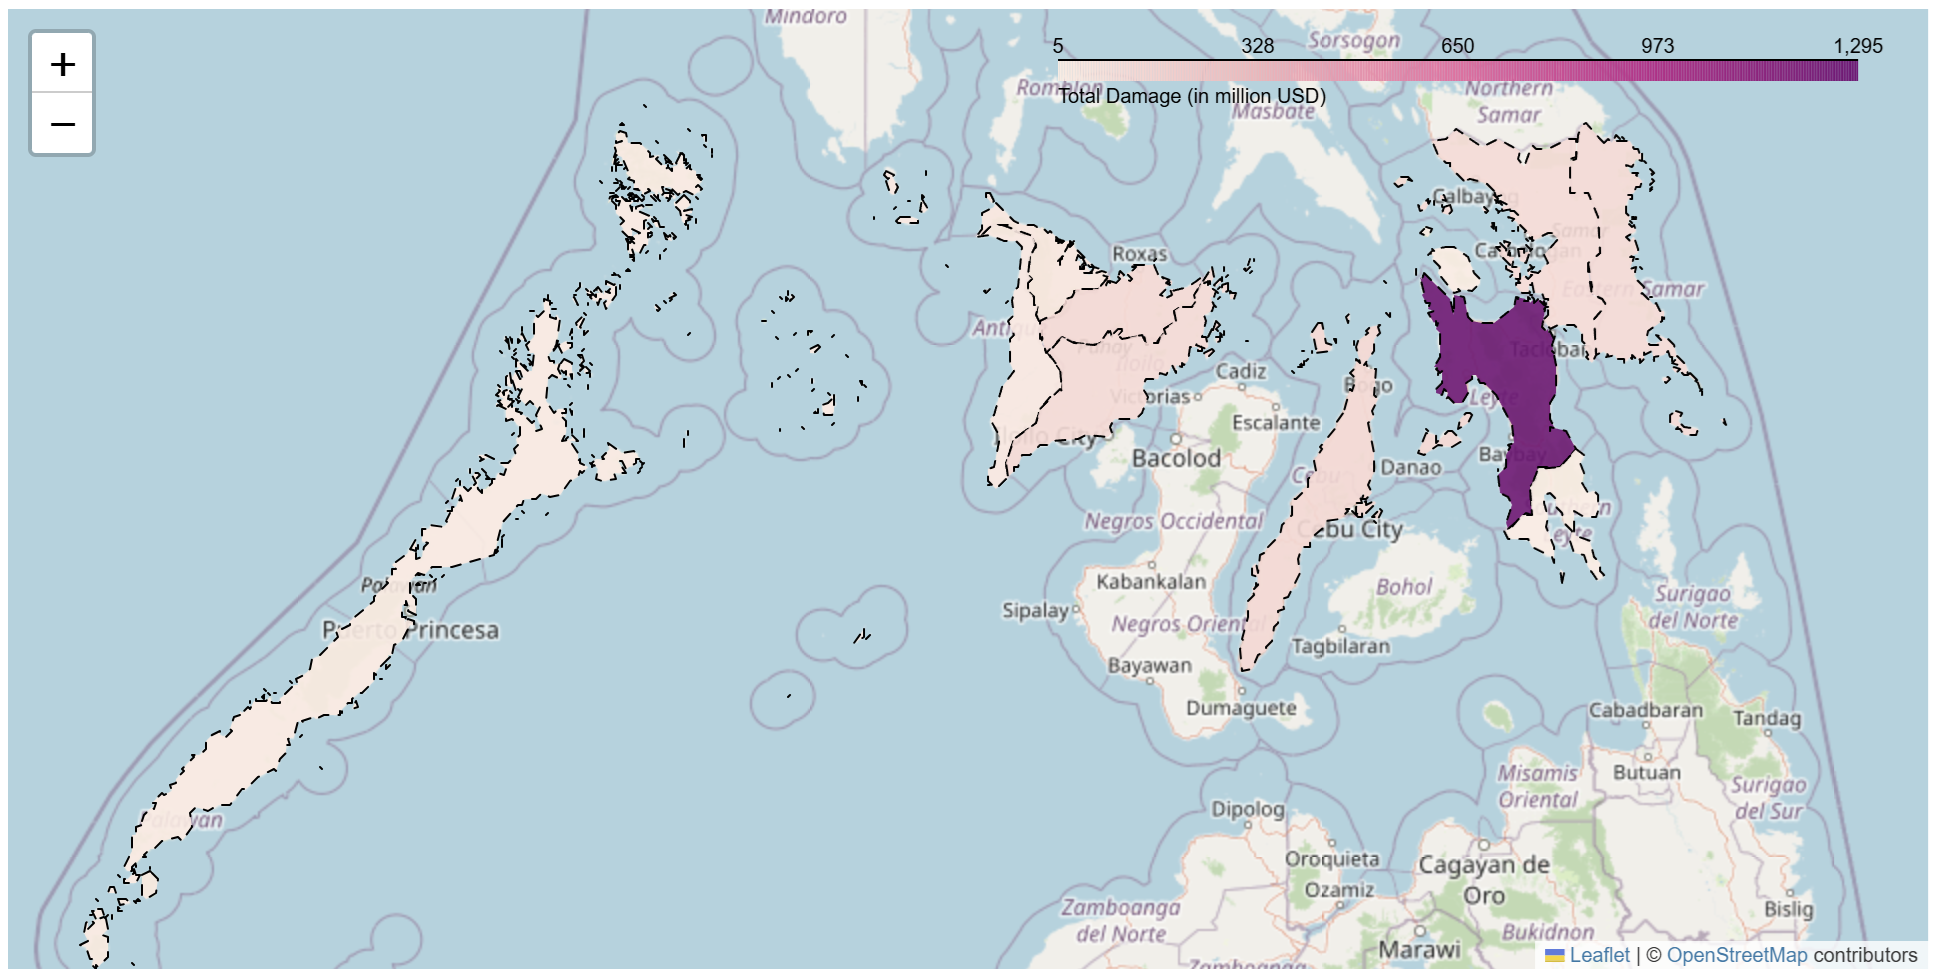 +
−
Mindoro
5 328 650 973 1,295
Total Damage (in million USD)
Sorsogon
Romblon
Masbate
Northern
Samar
Calbayog
Samar
Eastern Samar
Roxas
Antique
Panay
Iloilo
Tacloban
Cadiz
Victorias
Bogo
Leyte
Escalante
Iloilo City
Bacolod
Cebu
Danao
Baybay
Negros Occidental
Cebu City
Southern
Leyte
Palawan
Kabankalan
Bohol
Sipalay
Surigao
del Norte
Puerto Princesa
Negros Oriental
Tagbilaran
Bayawan
Dumaguete
Cabadbaran
Tandag
Misamis
Oriental
Butuan
Surigao
del Sur
Palawan
Dipolog
Oroquieta
Cagayan de
Oro
Ozamiz
Zamboanga
del Norte
Bislig
Bukidnon
Marawi
Zamboanga
Leaflet | © OpenStreetMap contributors